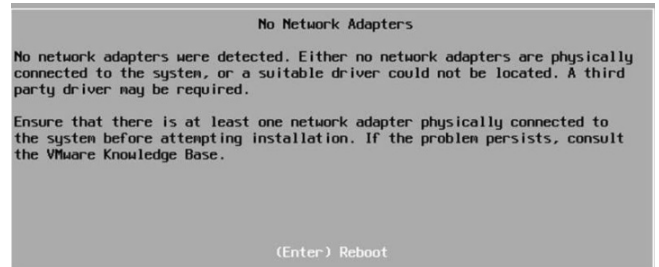 No Network Adapters
No network adapters were detected. Either no network adapters are physically
connected to the system, or a suitable driver could not be located. A third
party driver may be required.
Ensure that there is at least one network adapter physically connected to
the system before attempting installation. If the problem persists, consult
the VMware Knowledge Base.
(Enter) Reboot